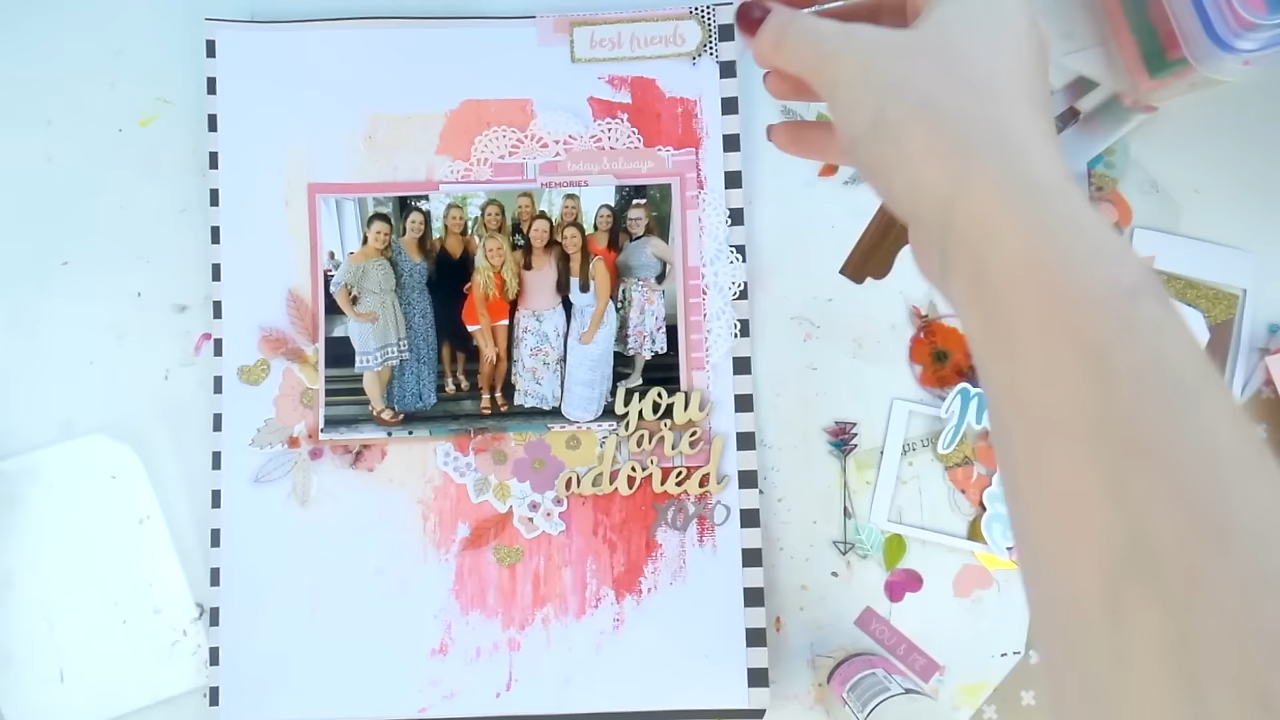 best friends
today & always
MEMORIES
you
are
adored
xoxo
YOU & ME